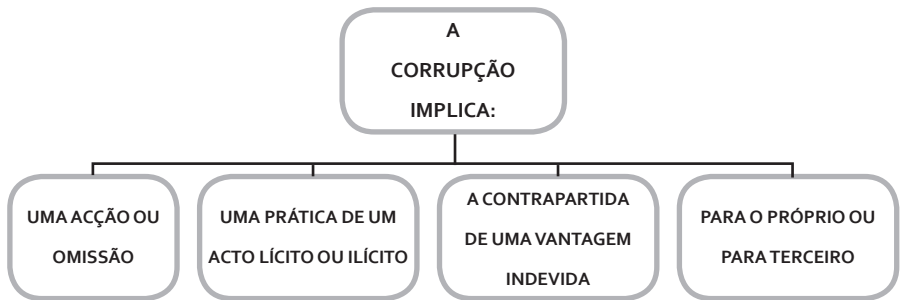 A
CORRUPÇÃO
IMPLICA:
UMA ACÇÃO OU
OMISSÃO
UMA PRÁTICA DE UM
ACTO LÍCITO OU ILÍCITO
A CONTRAPARTIDA
DE UMA VANTAGEM
INDEVIDA
PARA O PRÓPRIO OU
PARA TERCEIRO